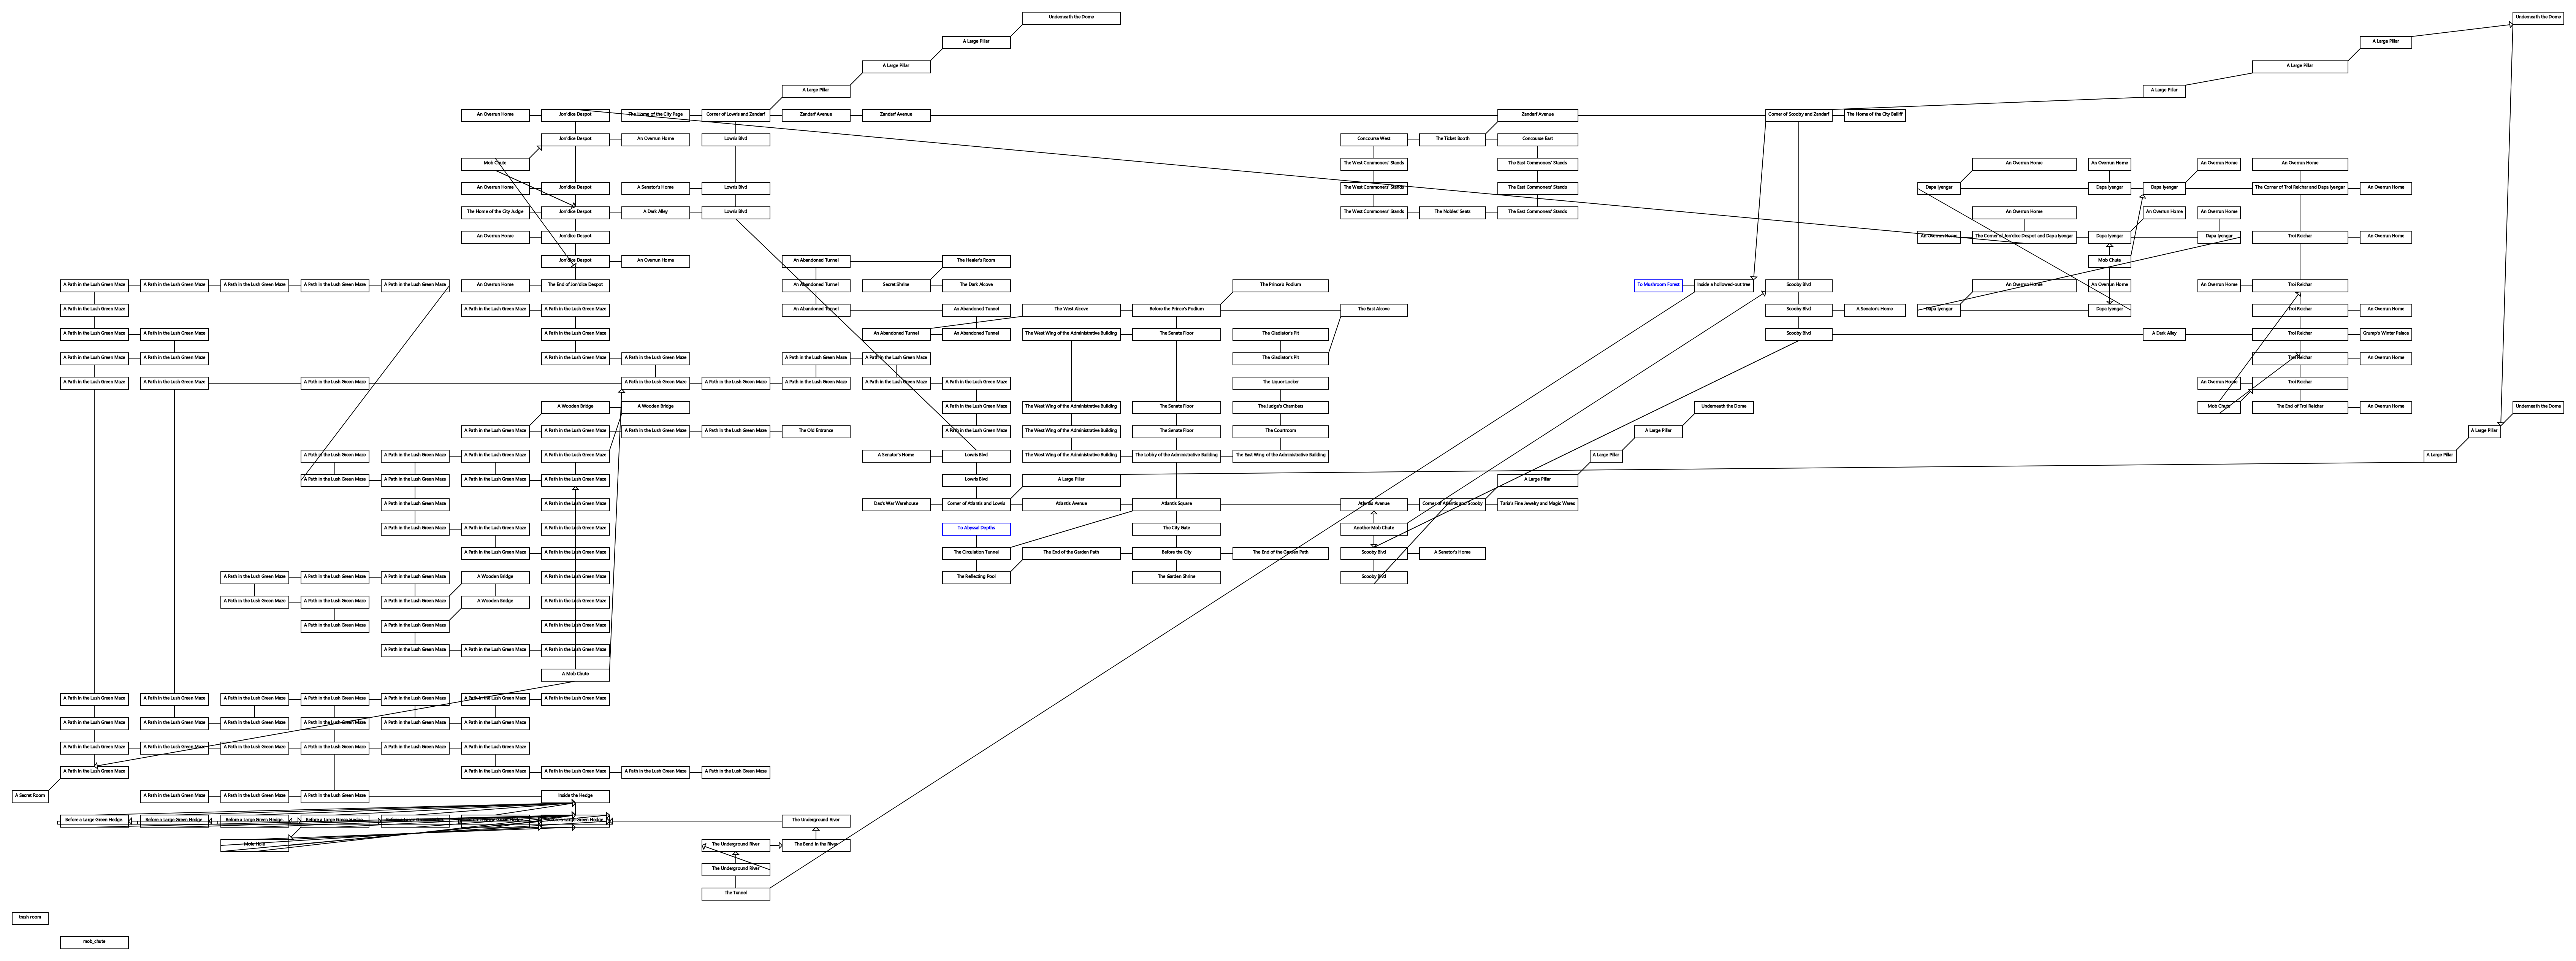 Underneath the Dome Underneath the Dome
A Large Pillar A Large Pillar
A Large Pillar A Large Pillar
A Large Pillar A Large Pillar
An Overrun Home Jon'dice Despot The Home of the City Page Corner of Lowris and Zandarf Zandarf Avenue Zandarf Avenue Zandarf Avenue Corner of Scooby and Zandarf The Home of the City Bailiff
Jon'dice Despot An Overrun Home Lowris Blvd Concourse West The Ticket Booth Concourse East
Mob Chute The West Commoners' Stands The East Commoners' Stands An Overrun Home An Overrun Home An Overrun Home An Overrun Home
An Overrun Home Jon'dice Despot A Senator's Home Lowris Blvd The West Commoners' Stands The East Commoners' Stands Dapa Iyengar Dapa Iyengar Dapa Iyengar The Corner of Trol Reichar and Dapa Iyengar An Overrun Home
The Home of the City Judge Jon'dice Despot A Dark Alley Lowris Blvd The West Commoners' Stands The Nobles' Seats The East Commoners' Stands An Overrun Home An Overrun Home An Overrun Home
An Overrun Home Jon'dice Despot An Overrun Home The Corner of Jon'dice Despot and Dapa Iyengar Dapa Iyengar Dapa Iyengar Trol Reichar An Overrun Home
Jon'dice Despot An Overrun Home An Abandoned Tunnel The Healer's Room Mob Chute
A Path in the Lush Green Maze A Path in the Lush Green Maze A Path in the Lush Green Maze A Path in the Lush Green Maze A Path in the Lush Green Maze An Overrun Home The End of Jon'dice Despot An Abandoned Tunnel Secret Shrine The Dark Alcove The Prince's Podium To Mushroom Forest Inside a hollowed-out tree Scooby Blvd An Overrun Home An Overrun Home An Overrun Home Trol Reichar
A Path in the Lush Green Maze A Path in the Lush Green Maze A Path in the Lush Green Maze An Abandoned Tunnel An Abandoned Tunnel The West Alcove Before the Prince's Podium The East Alcove Scooby Blvd A Senator's Home Dapa Iyengar Dapa Iyengar Trol Reichar An Overrun Home
A Path in the Lush Green Maze A Path in the Lush Green Maze A Path in the Lush Green Maze An Abandoned Tunnel An Abandoned Tunnel The West Wing of the Administrative Building The Senate Floor The Gladiator's Pit Scooby Blvd A Dark Alley Trol Reichar Grump's Winter Palace
A Path in the Lush Green Maze A Path in the Lush Green Maze A Path in the Lush Green Maze A Path in the Lush Green Maze A Path in the Lush Green Maze A Path in the Lush Green Maze The Gladiator's Pit Trol Reichar An Overrun Home
A Path in the Lush Green Maze A Path in the Lush Green Maze A Path in the Lush Green Maze A Path in the Lush Green Maze A Path in the Lush Green Maze A Path in the Lush Green Maze A Path in the Lush Green Maze A Path in the Lush Green Maze The Liquor Locker An Overrun Home Trol Reichar
A Wooden Bridge A Wooden Bridge A Path in the Lush Green Maze The West Wing of the Administrative Building The Senate Floor The Judge's Chambers Underneath the Dome Mob Chute The End of Trol Reichar An Overrun Home Underneath the Dome
A Path in the Lush Green Maze A Path in the Lush Green Maze A Path in the Lush Green Maze A Path in the Lush Green Maze The Old Entrance A Path in the Lush Green Maze The West Wing of the Administrative Building The Senate Floor The Courtroom A Large Pillar A Large Pillar
A Path in the Lush Green Maze A Path in the Lush Green Maze A Path in the Lush Green Maze A Path in the Lush Green Maze A Senator's Home Lowris Blvd The West Wing of the Administrative Building The Lobby of the Administrative Building The East Wing of the Administrative Building A Large Pillar A Large Pillar
A Path in the Lush Green Maze A Path in the Lush Green Maze A Path in the Lush Green Maze A Path in the Lush Green Maze Lowris Blvd A Large Pillar A Large Pillar
A Path in the Lush Green Maze A Path in the Lush Green Maze Dax's War Warehouse Corner of Atlantis and Lowris Atlantis Avenue Atlantis Square Atlantis Avenue Corner of Atlantis and Scooby Tarla's Fine Jewelry and Magic Wares
A Path in the Lush Green Maze A Path in the Lush Green Maze A Path in the Lush Green Maze To Abyssal Depths The City Gate Another Mob Chute
A Path in the Lush Green Maze A Path in the Lush Green Maze The Circulation Tunnel The End of the Garden Path Before the City The End of the Garden Path Scooby Blvd A Senator's Home
A Path in the Lush Green Maze A Path in the Lush Green Maze A Path in the Lush Green Maze A Wooden Bridge A Path in the Lush Green Maze The Reflecting Pool The Garden Shrine Scooby Blvd
A Path in the Lush Green Maze A Path in the Lush Green Maze A Path in the Lush Green Maze A Wooden Bridge A Path in the Lush Green Maze
A Path in the Lush Green Maze A Path in the Lush Green Maze A Path in the Lush Green Maze
A Path in the Lush Green Maze A Path in the Lush Green Maze A Path in the Lush Green Maze
A Mob Chute
A Path in the Lush Green Maze A Path in the Lush Green Maze A Path in the Lush Green Maze A Path in the Lush Green Maze A Path in the Lush Green Maze A Path in the Lush Green Maze A Path in the Lush Green Maze
A Path in the Lush Green Maze A Path in the Lush Green Maze A Path in the Lush Green Maze A Path in the Lush Green Maze A Path in the Lush Green Maze A Path in the Lush Green Maze
A Path in the Lush Green Maze A Path in the Lush Green Maze A Path in the Lush Green Maze A Path in the Lush Green Maze A Path in the Lush Green Maze A Path in the Lush Green Maze
A Path in the Lush Green Maze A Path in the Lush Green Maze A Path in the Lush Green Maze A Path in the Lush Green Maze A Path in the Lush Green Maze
A Secret Room A Path in the Lush Green Maze A Path in the Lush Green Maze A Path in the Lush Green Maze Inside the Hedge
Before a Large Green Hedge Before a Large Green Hedge Before a Large Green Hedge Before a Large Green Hedge Before a Large Green Hedge Before a Large Green Hedge Before a Large Green Hedge The Underground River
Mole Hole The Underground River The Bend in the River
The Underground River
The Tunnel
trash room
mob_chute